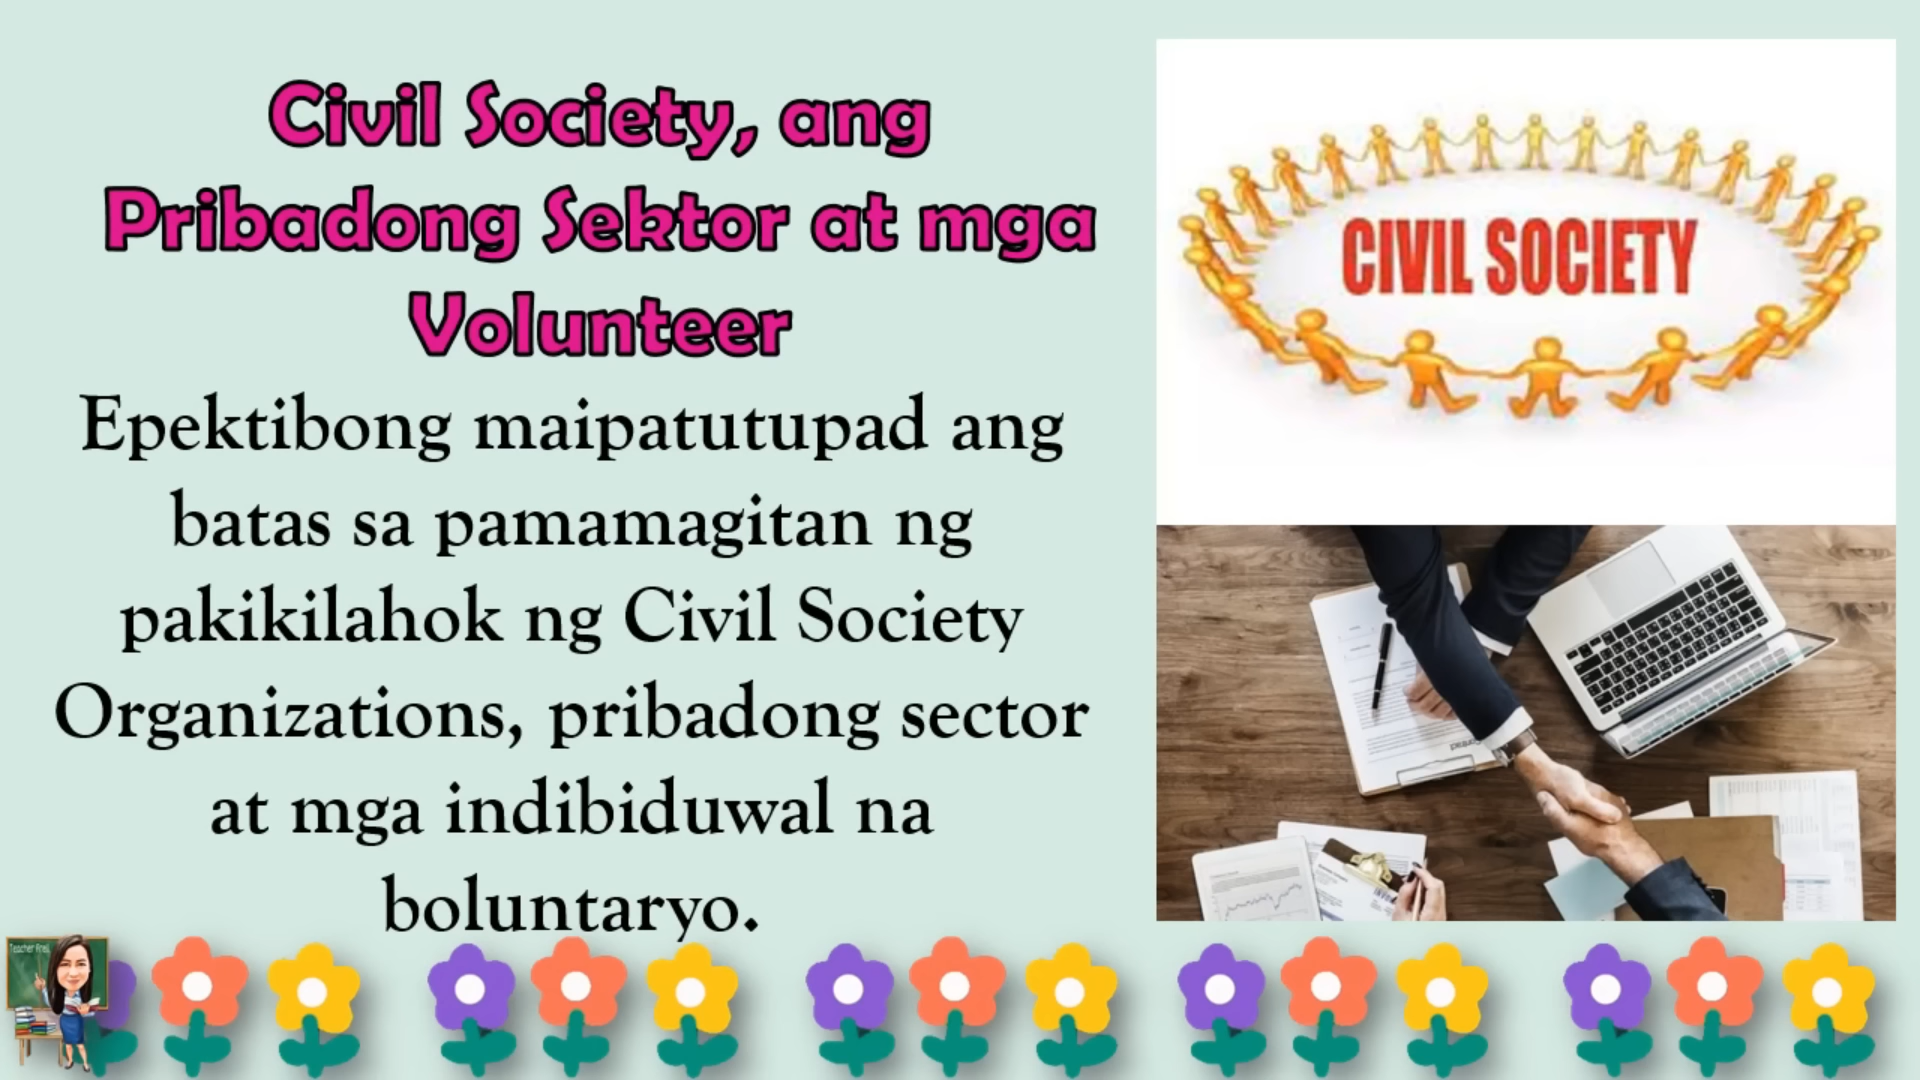 Civil Society, ang
Pribadong Sektor at mga
Volunteer
Epektibong maipatutupad ang
batas sa pamamagitan ng
pakikilahok ng Civil Society
Organizations, pribadong sector
at mga indibiduwal na
boluntaryo.
CIVIL SOCIETY
Contract